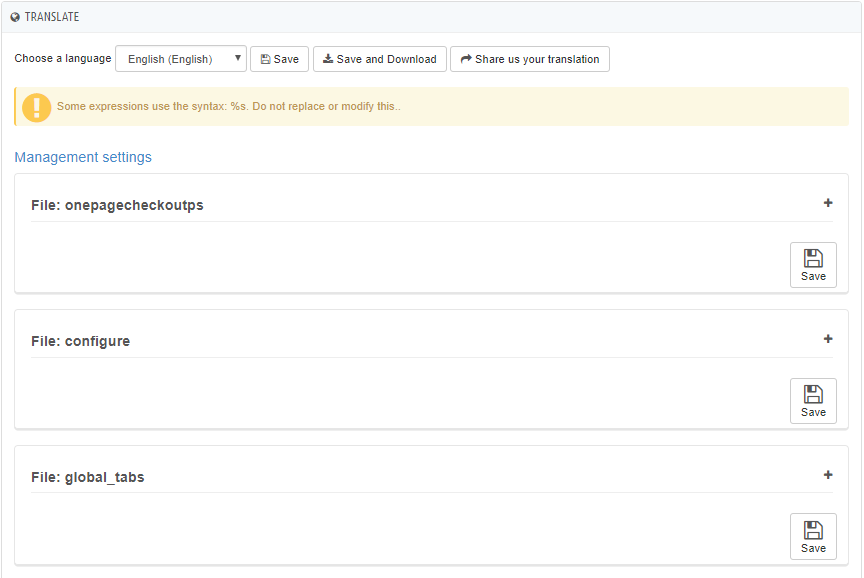 TRANSLATE
Choose a language English (English) Save Save and Download Share us your translation
Some expressions use the syntax: %s. Do not replace or modify this..
Management settings
File: onepagecheckoutps
Save
File: configure
Save
File: global_tabs
Save